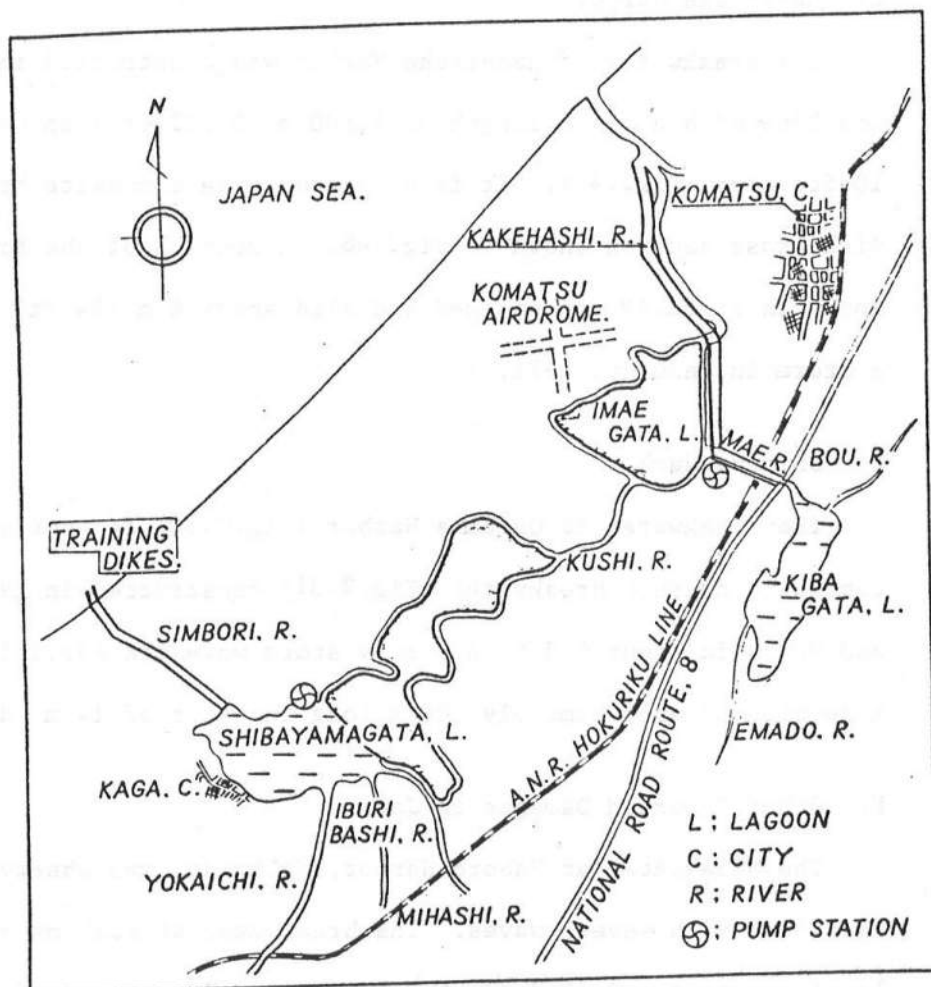 N
JAPAN SEA.
KOMATSU, C.
KAKEHASHI, R.
KOMATSU
AIRDROME.
IMAE
GATA, L.
MAE, R.
BOU, R.
TRAINING
DIKES.
KUSHI, R.
KIBA
GATA, L.
SIMBORI, R.
SHIBAYAMAGATA, L.
EMADO, R.
KAGA, C.
IBURI
BASHI, R.
YOKAICHI, R.
MIHASHI, R.
A.N.R. HOKURIKU LINE
NATIONAL ROAD ROUTE, 8
L; LAGOON
C; CITY
R; RIVER
; PUMP STATION